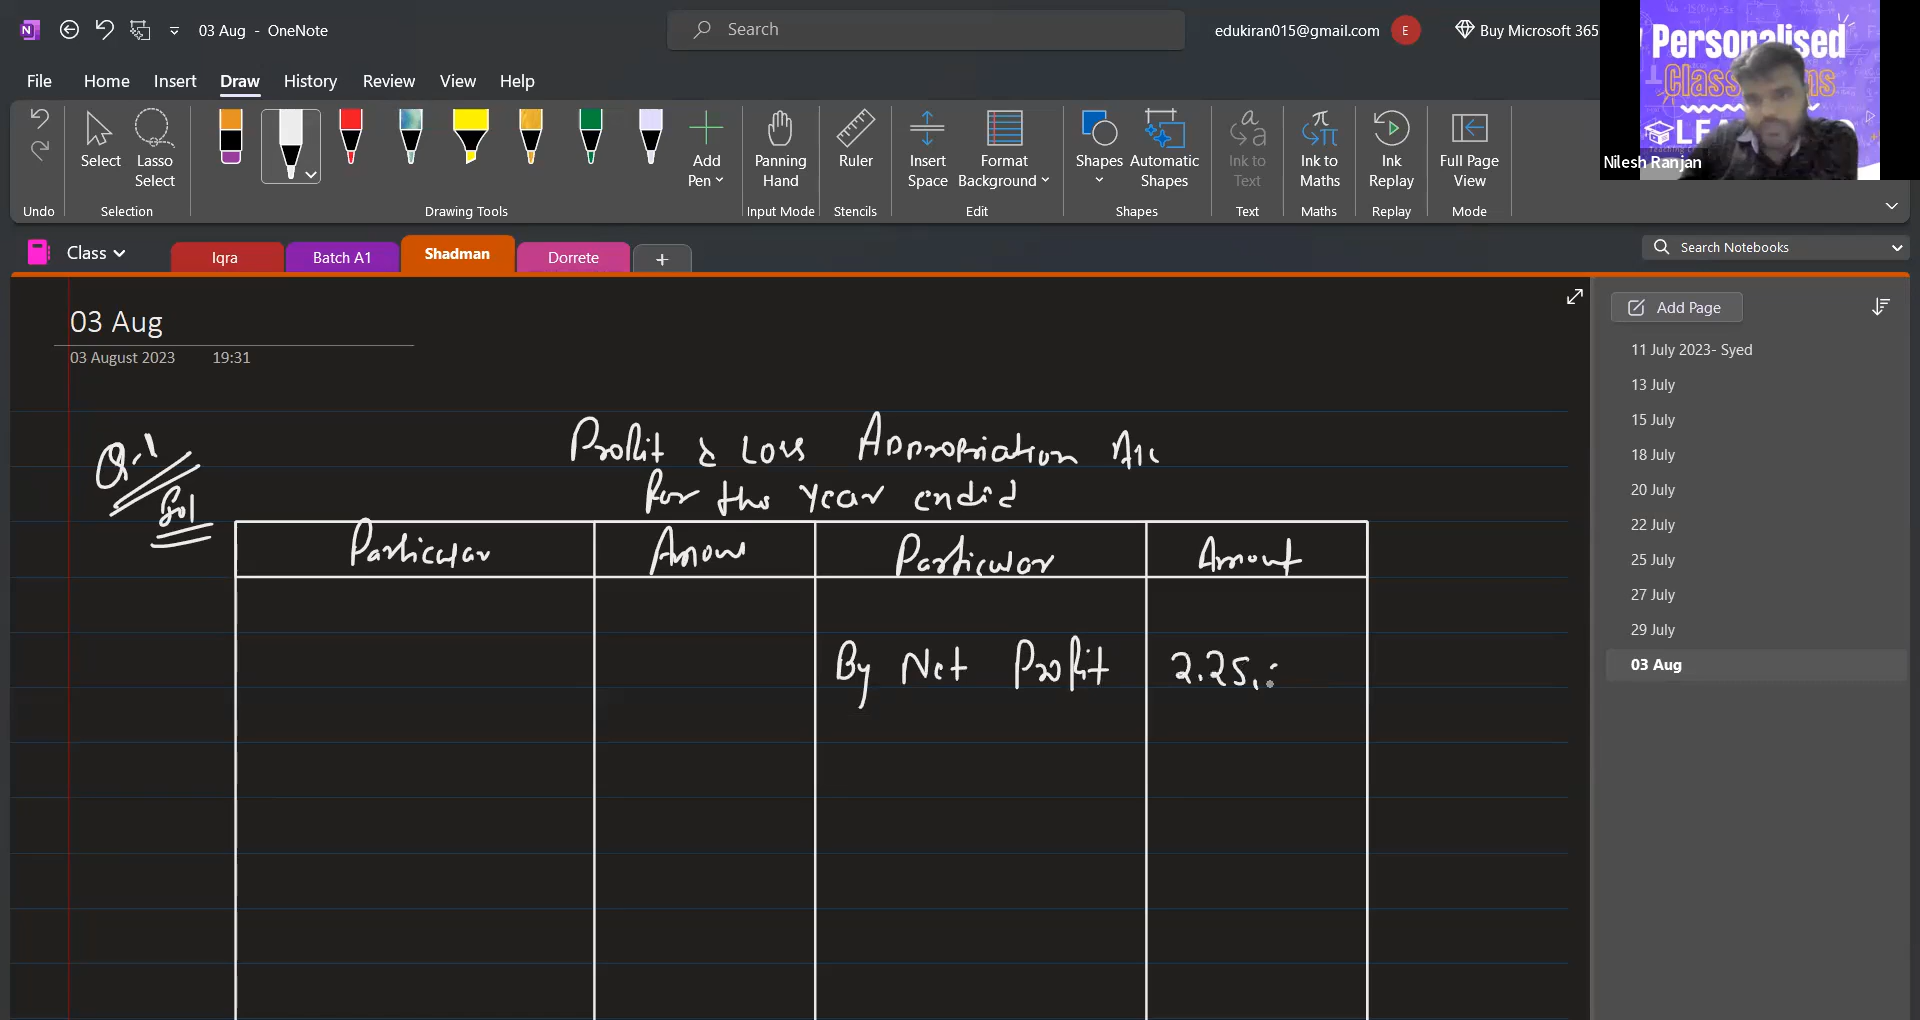 03 Aug - OneNote
Search
edukiran015@gmail.com
E
Buy Microsoft 365
File Home Insert Draw History Review View Help
Undo
Select
Lasso Select
Selection
Drawing Tools
Add Pen
Panning Hand
Input Mode
Ruler
Stencils
Insert Space
Format Background
Edit
Shapes
Automatic Shapes
Shapes
Ink to Text
Text
Ink to Maths
Maths
Ink Replay
Replay
Full Page View
Mode
Personalised
Nilesh Ranjan
Class
Iqra
Batch A1
Shadman
Dorrete
+
Search Notebooks
03 Aug
03 August 2023 19:31
Q.1
Sol
Profit & Loss Appropriation A/c
for the year ended
Particular Amoun Particular Amount
By Net Profit 2.25,
Add Page
11 July 2023- Syed
13 July
15 July
18 July
20 July
22 July
25 July
27 July
29 July
03 Aug